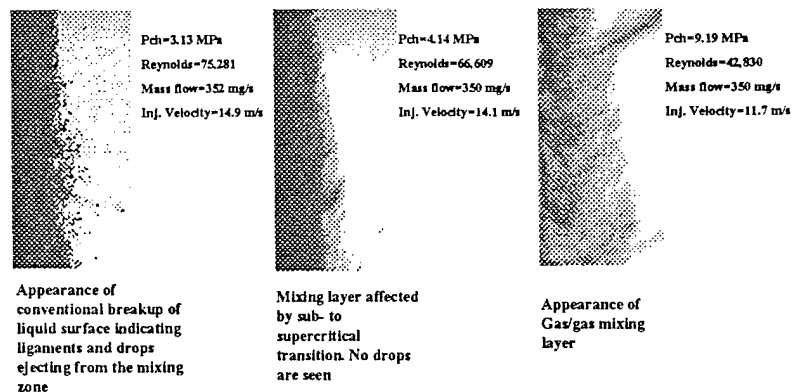 Pch=3.13 MPa
Reynolds=75,281
Mass flow=352 mg/s
Inj. Velocity=14.9 m/s
Pch=4.14 MPa
Reynolds=66,609
Mass flow=350 mg/s
Inj. Velocity=14.1 m/s
Pch=9.19 MPa
Reynolds=42,830
Mass flow=350 mg/s
Inj. Velocity=11.7 m/s
Appearance of
conventional breakup of
liquid surface indicating
ligaments and drops
ejecting from the mixing
zone
Mixing layer affected
by sub- to
supercritical
transition. No drops
are seen
Appearance of
Gas/gas mixing
layer